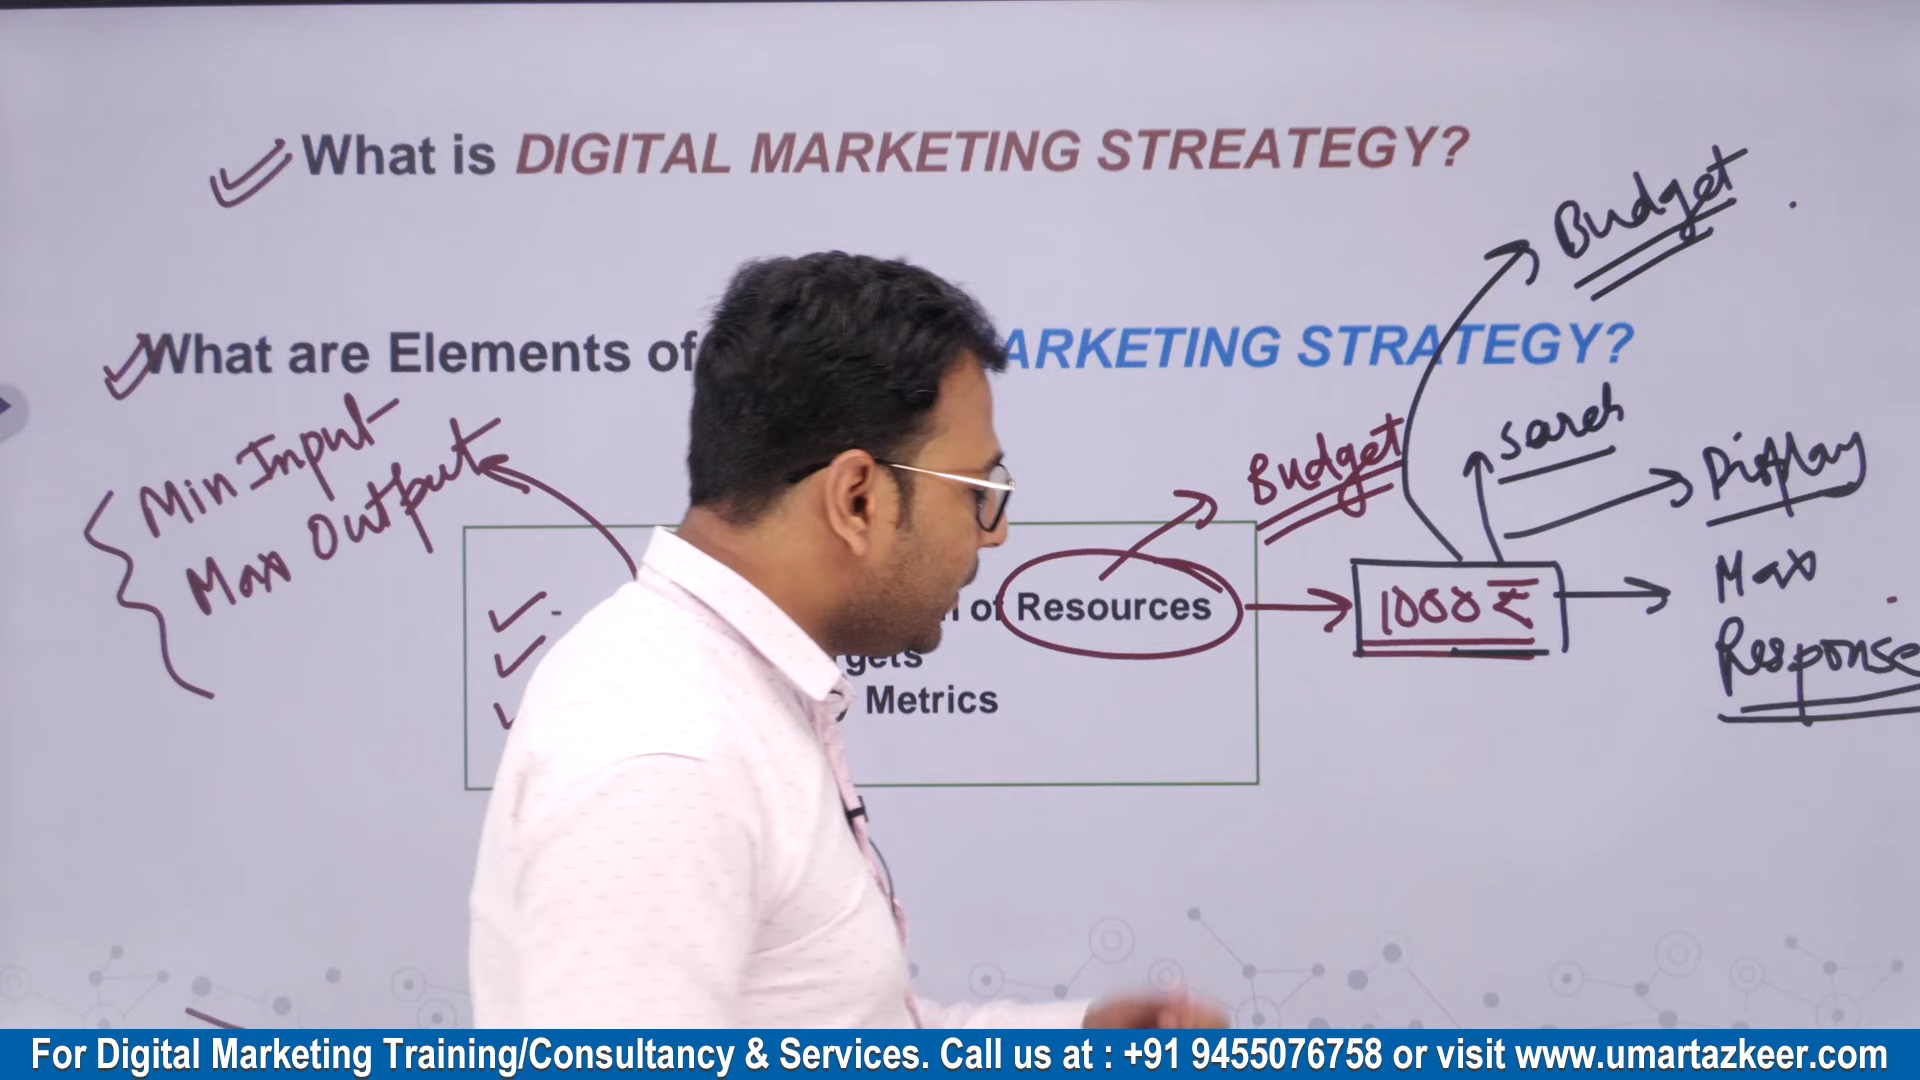 What is DIGITAL MARKETING STREATEGY?
Budget
What are Elements of ARKETING STRATEGY?
Min Input
Max Output
Budget
Display
of Resources
1000 ₹
Max
Response
Metrics
For Digital Marketing Training/Consultancy & Services. Call us at : +91 9455076758 or visit www.umartazkeer.com